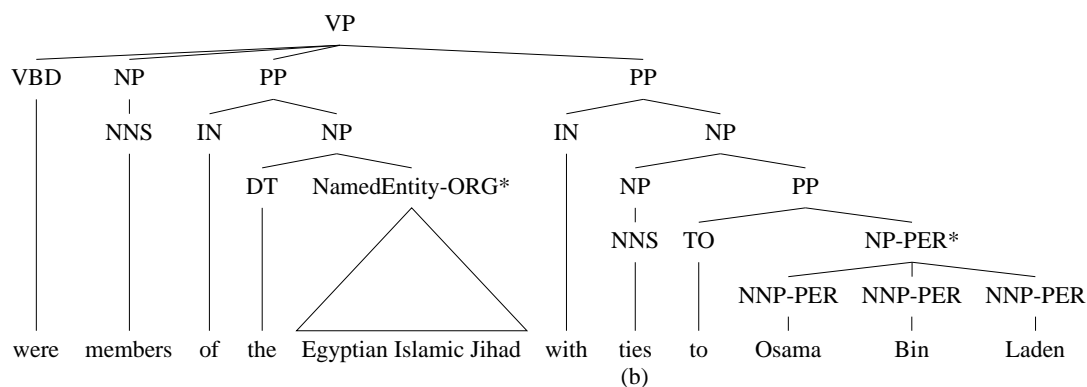 VP
VBD NP PP PP
NNS IN NP IN NP
DT NamedEntity-ORG* NP PP
NNS TO NP-PER*
NNP-PER NNP-PER NNP-PER
were members of the Egyptian Islamic Jihad with ties to Osama Bin Laden
(b)